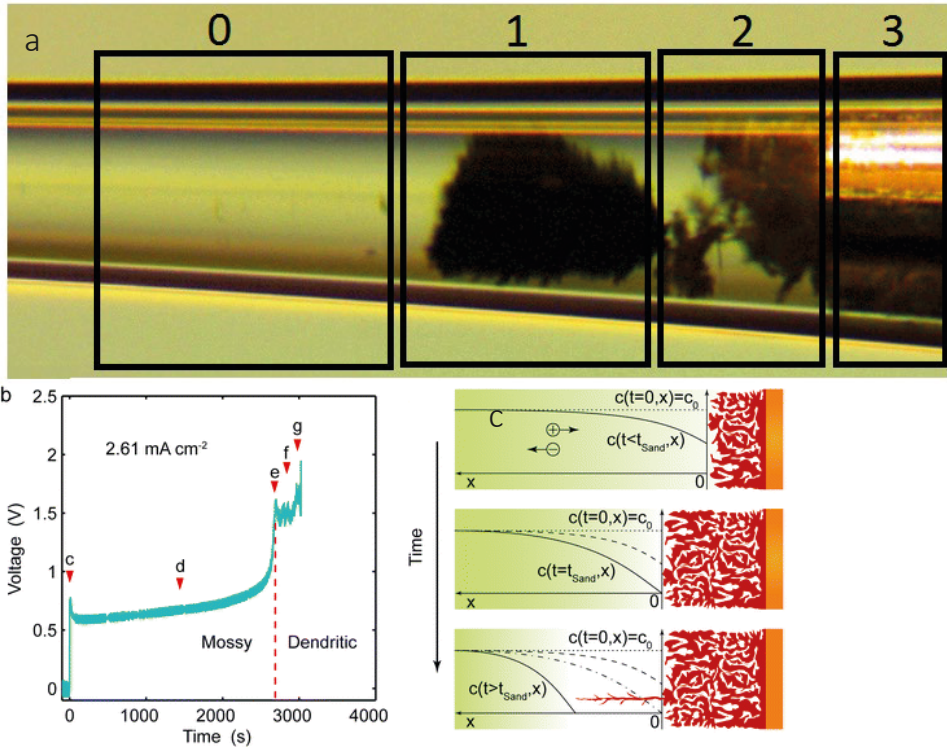 a
0
1
2
3
b
2.5
2
1.5
1
0.5
0
Voltage (V)
2.61 mA cm⁻²
c
d
e
f
g
Mossy
Dendritic
0
1000
2000
3000
4000
Time (s)
Time
C
c(t=0,x)=c₀
c(t<t_Sand,x)
+
−
x
0
c(t=0,x)=c₀
c(t=t_Sand,x)
x
0
c(t=0,x)=c₀
c(t>t_Sand,x)
x
0